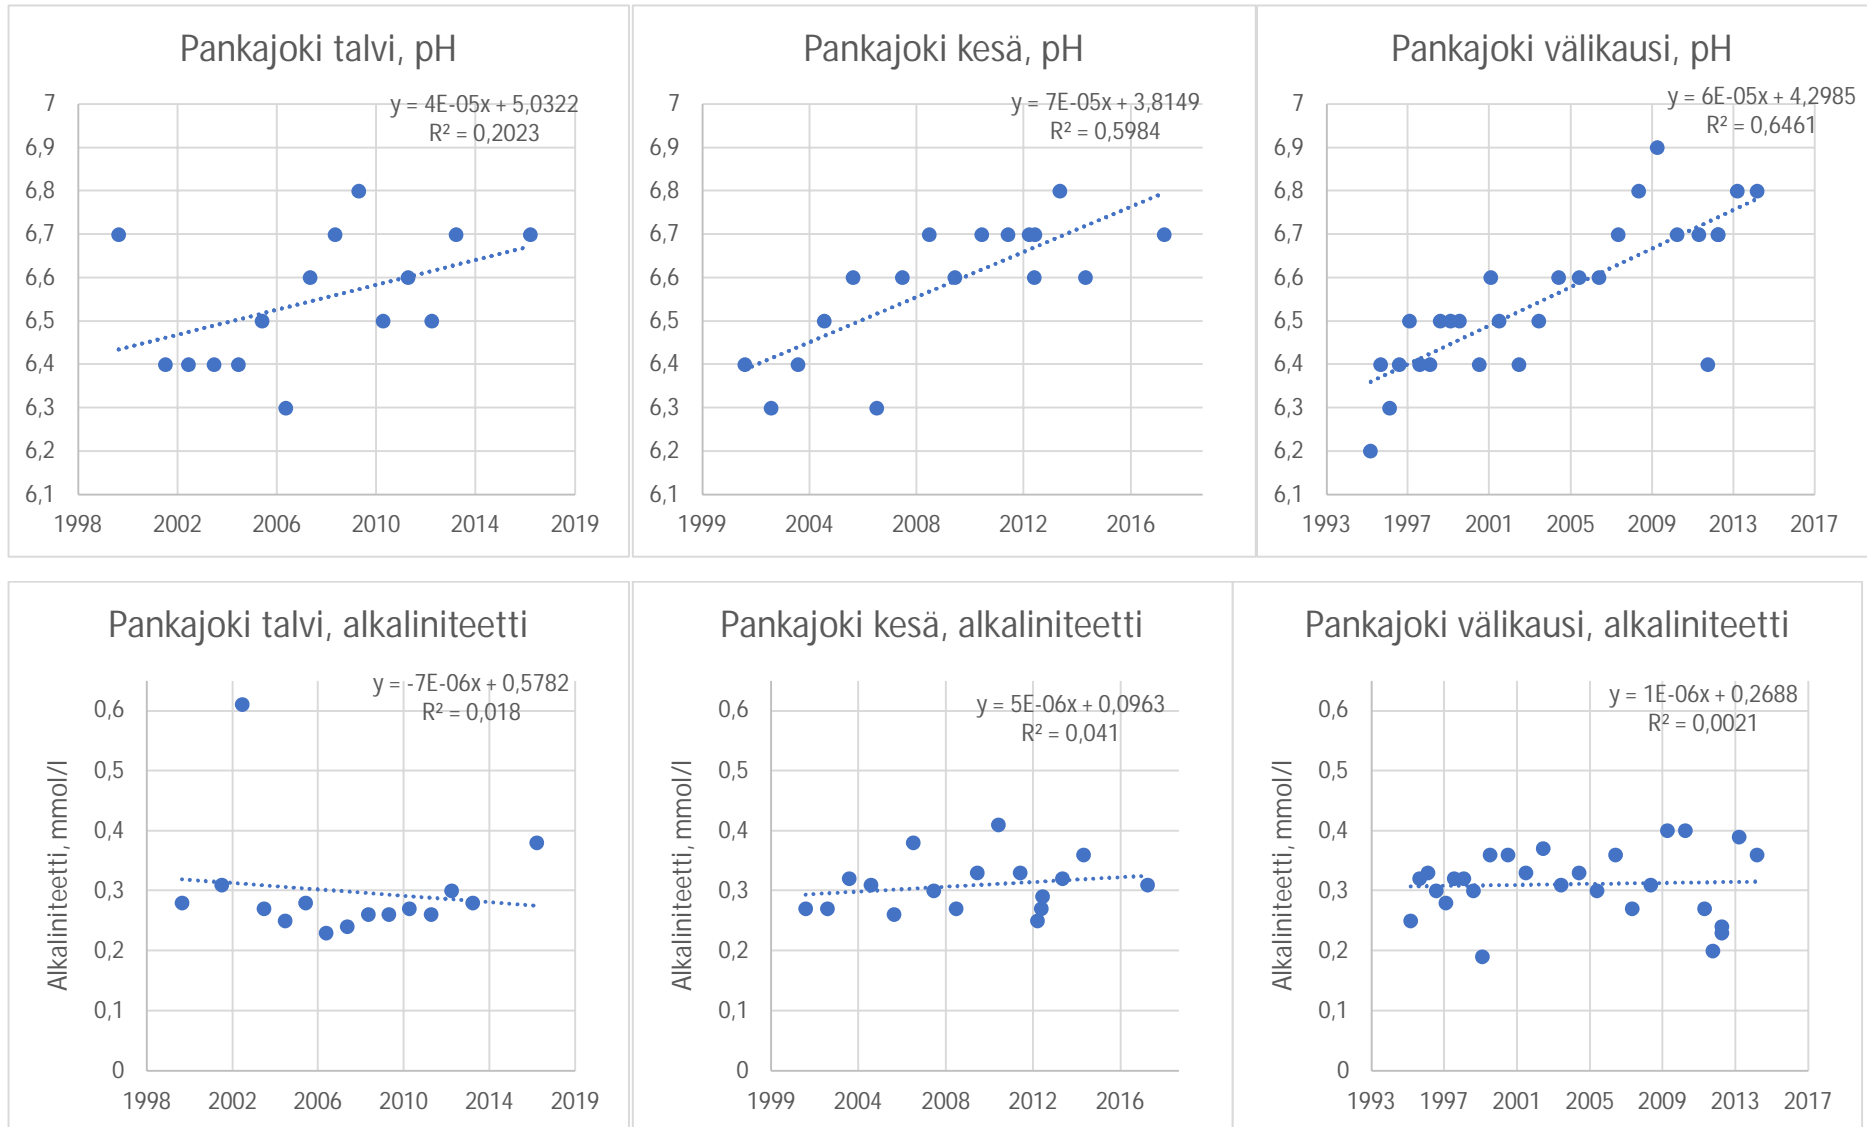 Pankajoki talvi, pH
y = 4E-05x + 5,0322
R² = 0,2023
7
6,9
6,8
6,7
6,6
6,5
6,4
6,3
6,2
6,1
1998 2002 2006 2010 2014 2019
Pankajoki kesä, pH
y = 7E-05x + 3,8149
R² = 0,5984
7
6,9
6,8
6,7
6,6
6,5
6,4
6,3
6,2
6,1
1999 2004 2008 2012 2016
Pankajoki välikausi, pH
y = 6E-05x + 4,2985
R² = 0,6461
7
6,9
6,8
6,7
6,6
6,5
6,4
6,3
6,2
6,1
1993 1997 2001 2005 2009 2013 2017
Pankajoki talvi, alkaliniteetti
y = -7E-06x + 0,5782
R² = 0,018
Alkaliniteetti, mmol/l
0,6
0,5
0,4
0,3
0,2
0,1
0
1998 2002 2006 2010 2014 2019
Pankajoki kesä, alkaliniteetti
y = 5E-06x + 0,0963
R² = 0,041
Alkaliniteetti, mmol/l
0,6
0,5
0,4
0,3
0,2
0,1
0
1999 2004 2008 2012 2016
Pankajoki välikausi, alkaliniteetti
y = 1E-06x + 0,2688
R² = 0,0021
Alkaliniteetti, mmol/l
0,6
0,5
0,4
0,3
0,2
0,1
0
1993 1997 2001 2005 2009 2013 2017